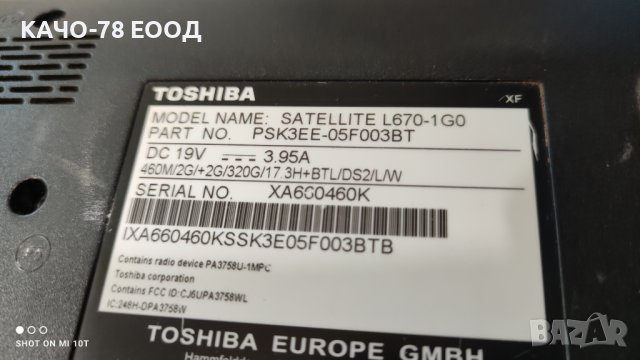 КАЧО-78 ЕООД
TOSHIBA
XF
MODEL NAME: SATELLITE L670-1G0
PART NO. PSK3EE-05F003BT
DC 19V 3.95A
460M/2G/+2G/320G/17.3H+BTL/DS2/L/W
SERIAL NO. XA660460K
IXA660460KSSK3E05F003BTB
Contains radio device PA3758U-1MPC
Toshiba corporation
Contains FCC ID:CJ6UPA3758WL
IC:248H-DPA3758W
TOSHIBA EUROPE GMBH
SHOT ON MI 10T
BAZAR